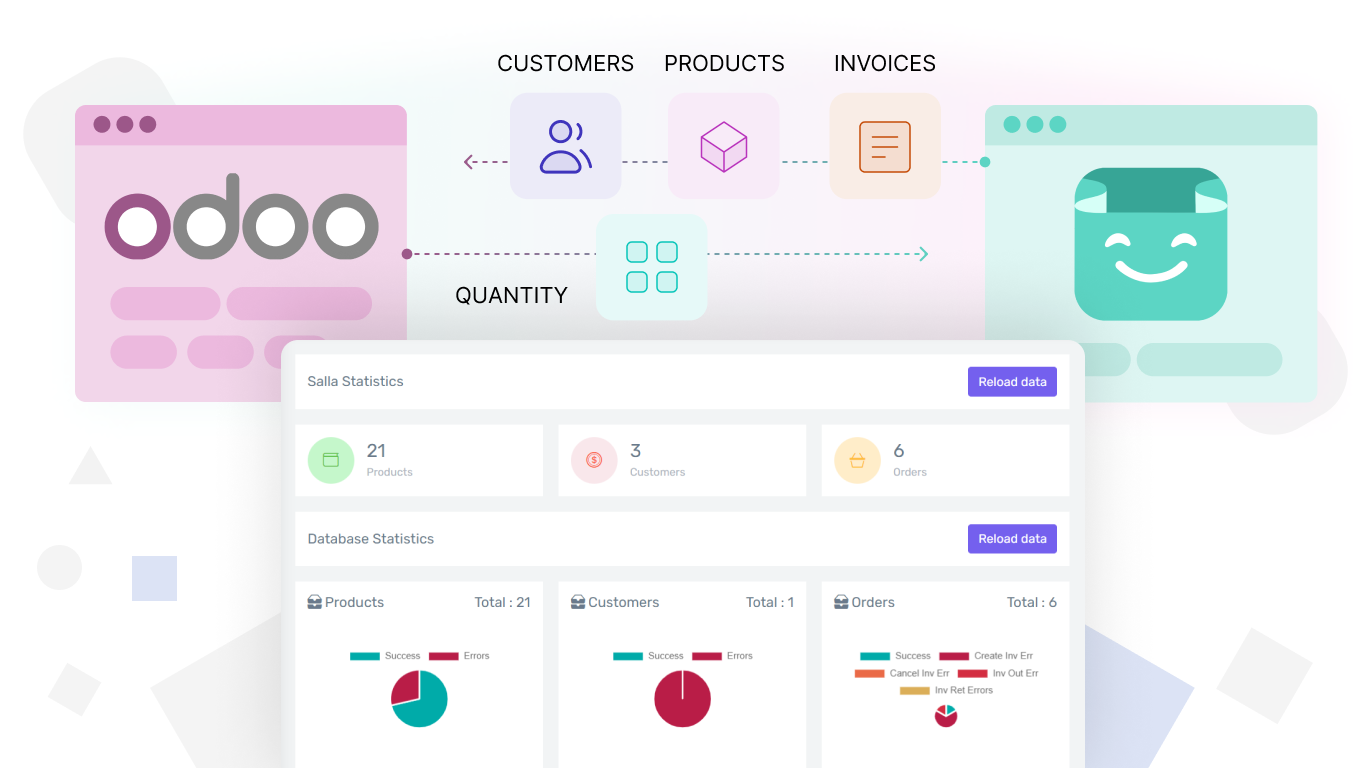 CUSTOMERS PRODUCTS INVOICES
odoo
QUANTITY
Salla Statistics Reload data
21 3 6
Products Customers Orders
Database Statistics Reload data
Products Total : 21 Customers Total : 1 Orders Total : 6
Success Errors Success Errors Success Create Inv Err
Cancel Inv Err Inv Out Err
Inv Ret Errors